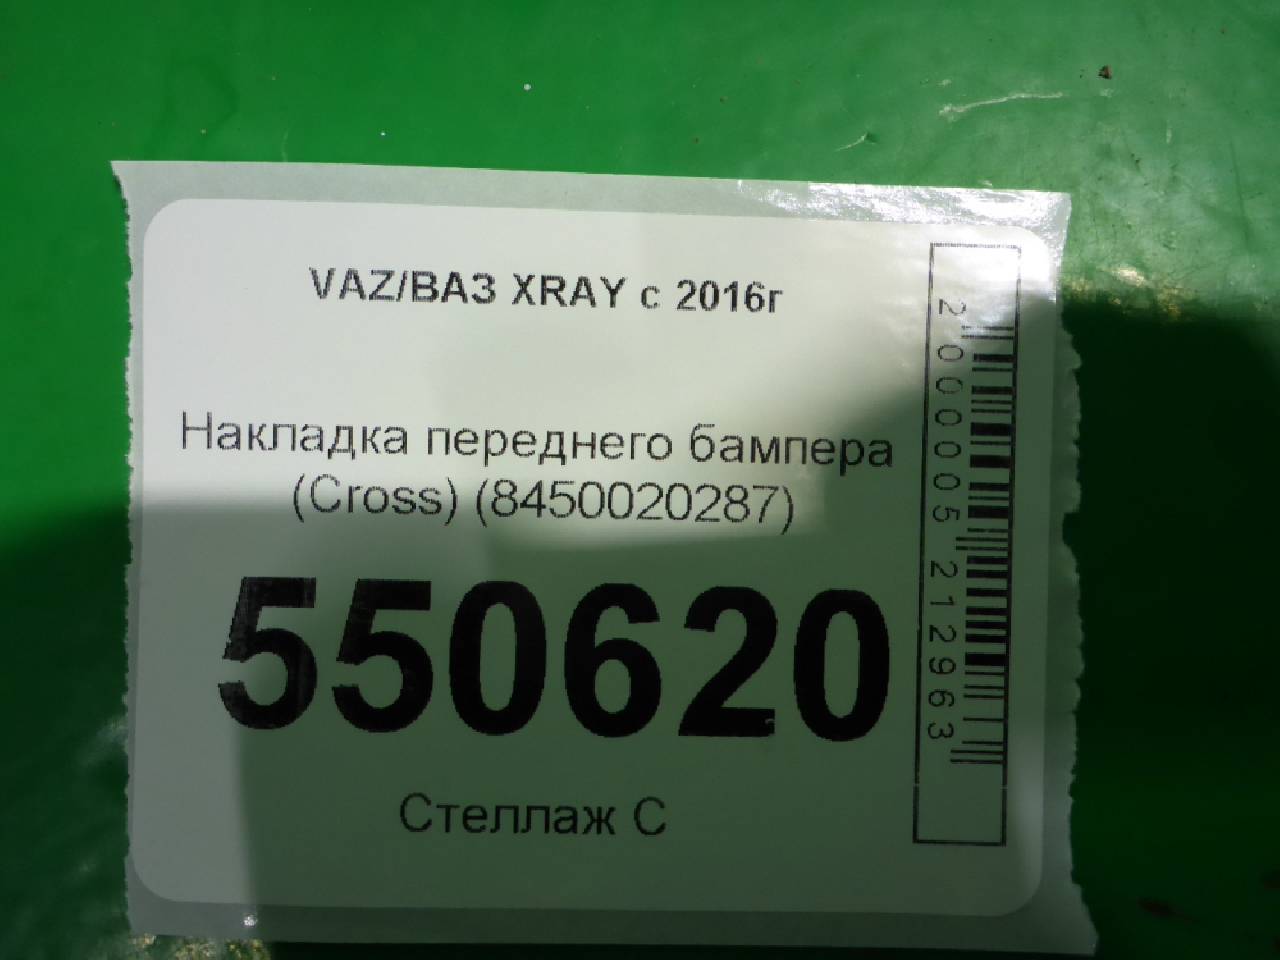 VAZ/ВАЗ XRAY с 2016г
Накладка переднего бампера
(Cross) (8450020287)
550620
Стеллаж С
2000005212963